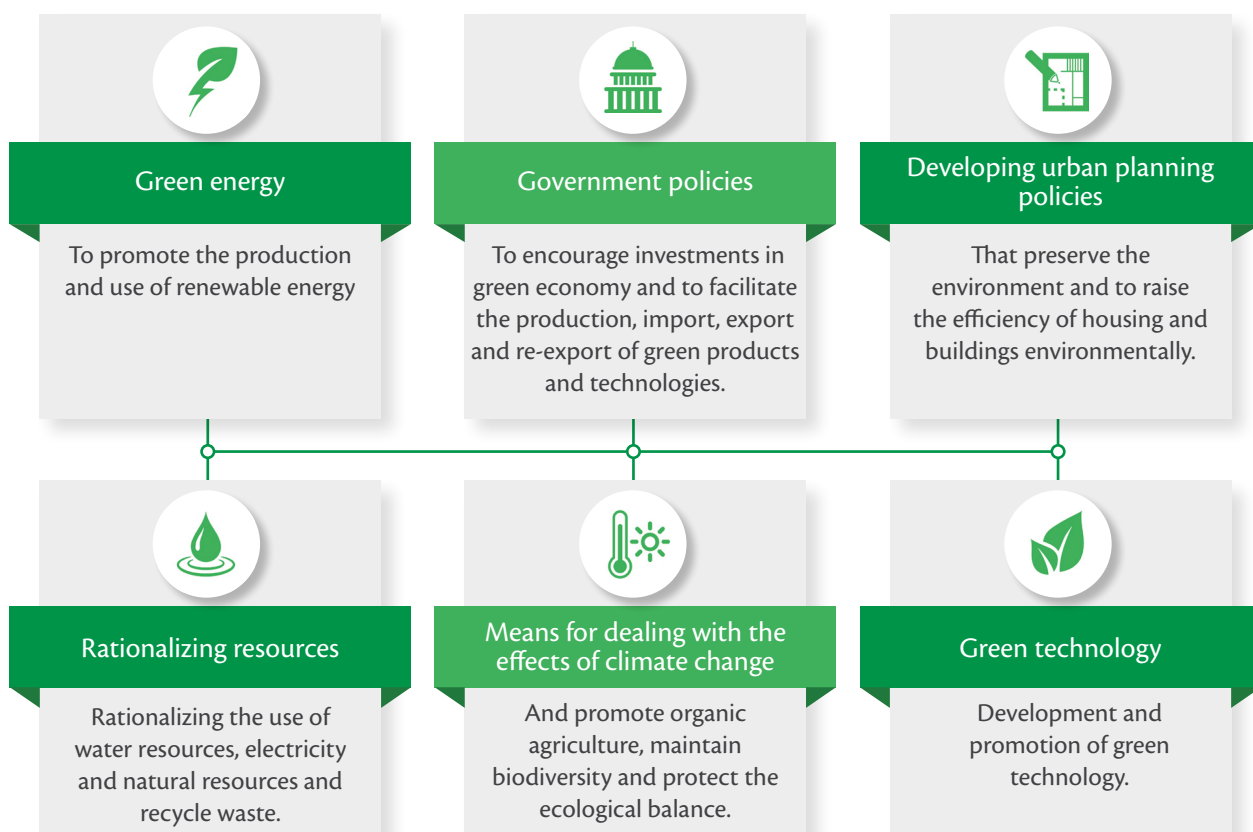 Green energy
To promote the production
and use of renewable energy
Government policies
To encourage investments in
green economy and to facilitate
the production, import, export
and re-export of green products
and technologies.
Developing urban planning
policies
That preserve the
environment and to raise
the efficiency of housing and
buildings environmentally.
Rationalizing resources
Rationalizing the use of
water resources, electricity
and natural resources and
recycle waste.
Means for dealing with the
effects of climate change
And promote organic
agriculture, maintain
biodiversity and protect the
ecological balance.
Green technology
Development and
promotion of green
technology.